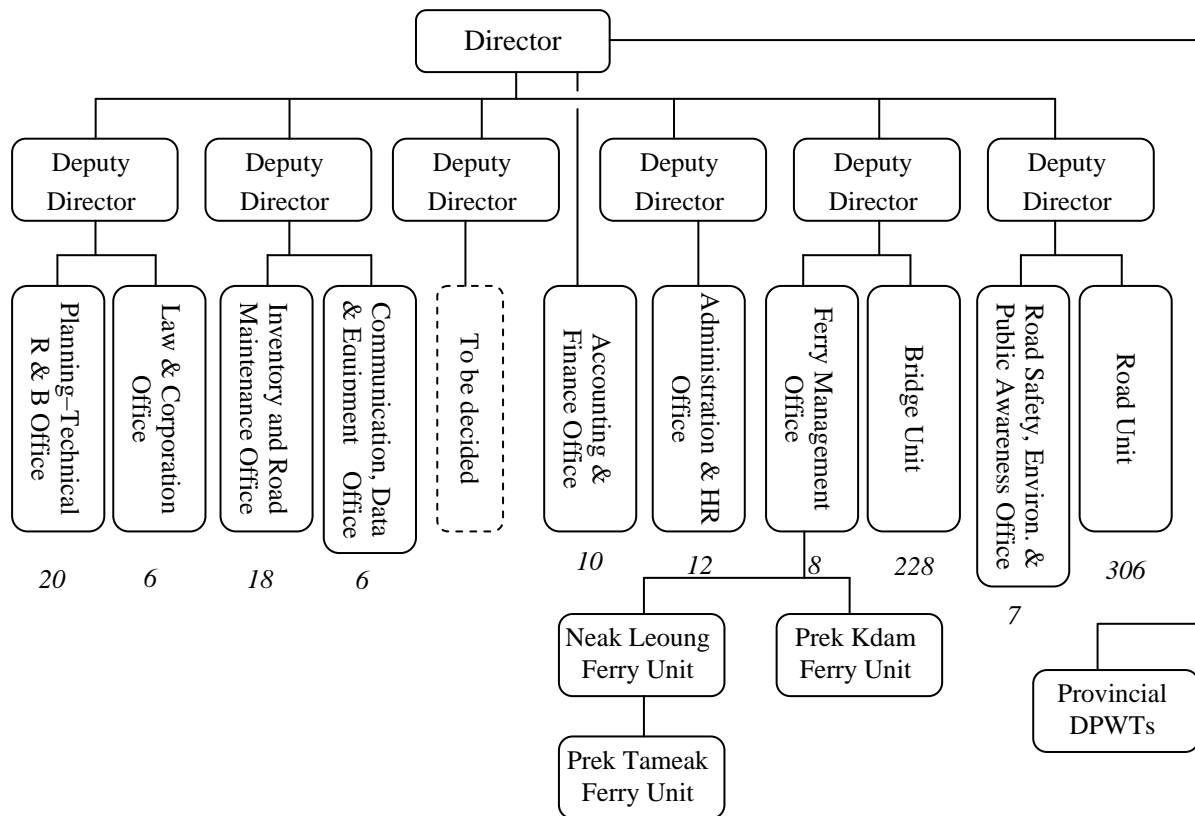 Director
Deputy
Director
Deputy
Director
Deputy
Director
Deputy
Director
Deputy
Director
Deputy
Director
Planning–Technical
R & B Office
Law & Corporation
Office
Inventory and Road
Maintenance Office
Communication, Data
& Equipment Office
To be decided
Accounting &
Finance Office
Administration & HR
Office
Ferry Management
Office
Bridge Unit
Road Safety, Environ. &
Public Awareness Office
Road Unit
20
6
18
6
10
12
8
228
7
306
Neak Leoung
Ferry Unit
Prek Kdam
Ferry Unit
Provincial
DPWTs
Prek Tameak
Ferry Unit